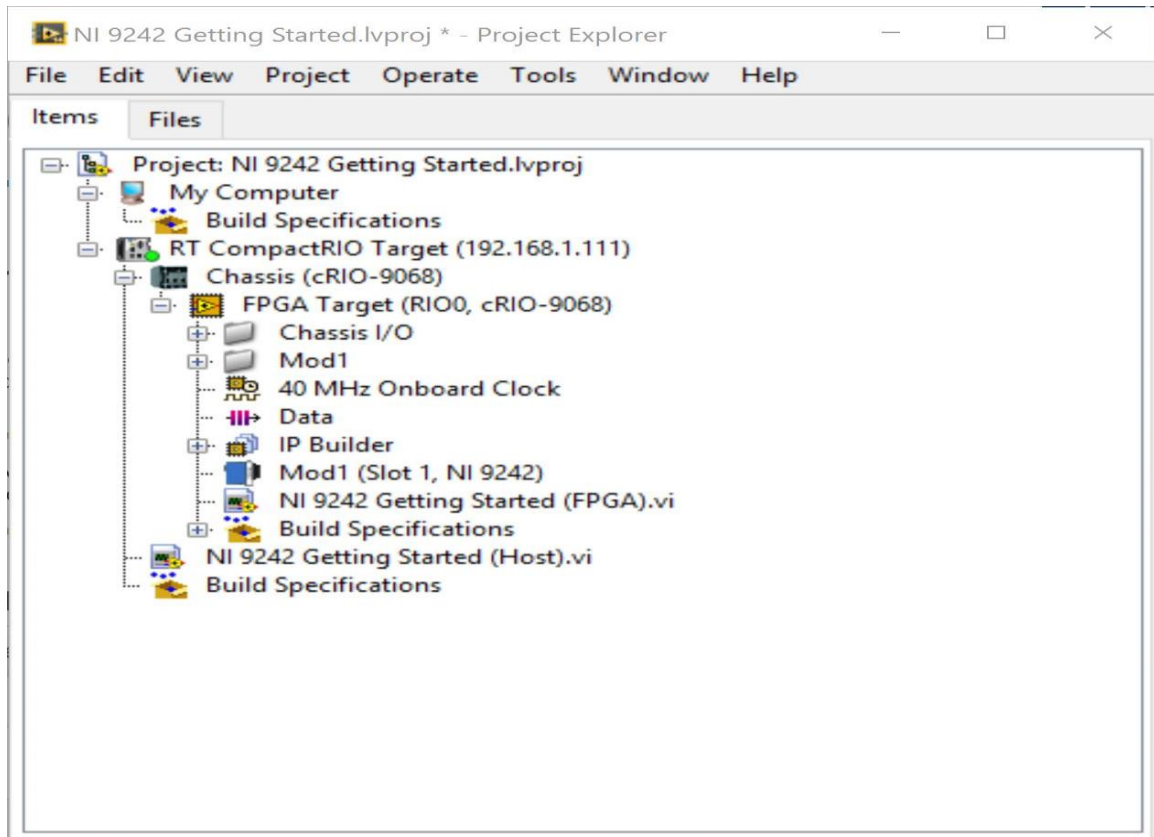 NI 9242 Getting Started.lvproj * - Project Explorer
File Edit View Project Operate Tools Window Help
Items Files
Project: NI 9242 Getting Started.lvproj
My Computer
Build Specifications
RT CompactRIO Target (192.168.1.111)
Chassis (cRIO-9068)
FPGA Target (RIO0, cRIO-9068)
Chassis I/O
Mod1
40 MHz Onboard Clock
Data
IP Builder
Mod1 (Slot 1, NI 9242)
NI 9242 Getting Started (FPGA).vi
Build Specifications
NI 9242 Getting Started (Host).vi
Build Specifications